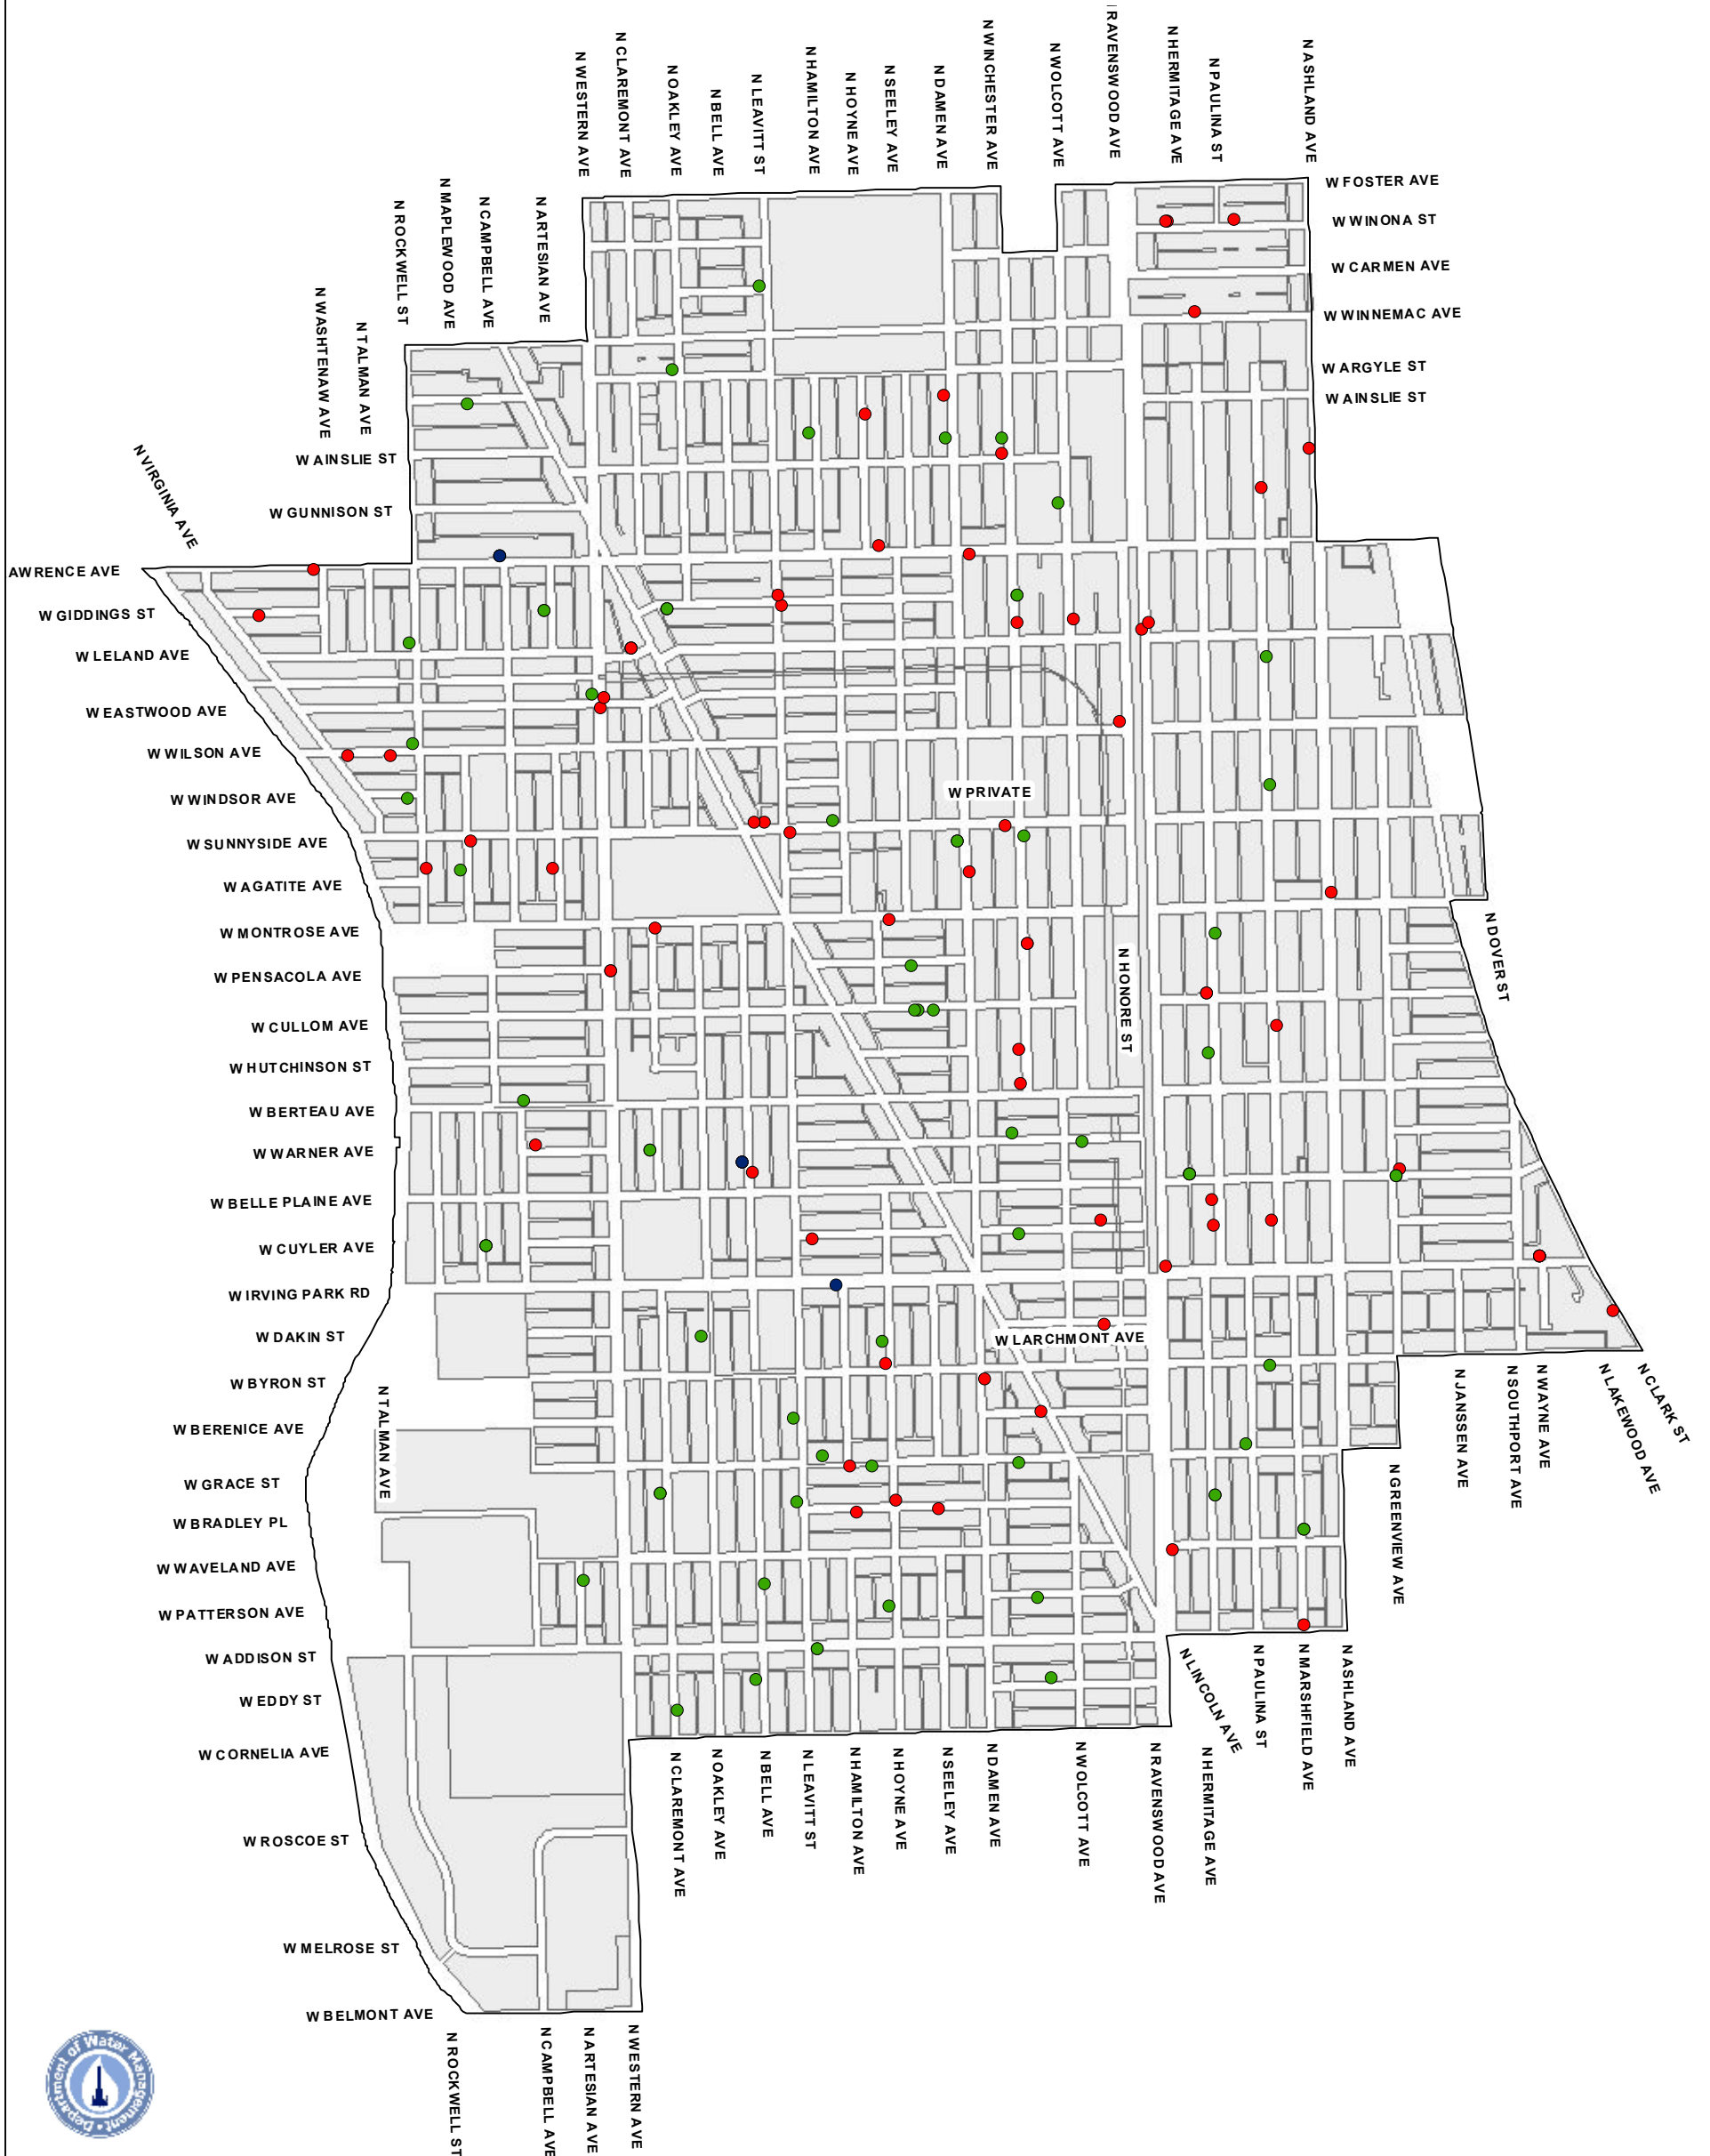 N WESTERN AVE
N CLAREMONT AVE
N OAKLEY AVE
N BELL AVE
N LEAVITT ST
N HAMILTON AVE
N HOYNE AVE
N SEELEY AVE
N DAMEN AVE
N WINCHESTER AVE
N WOLCOTT AVE
RAVENSWOOD AVE
N HERMITAGE AVE
N PAULINA ST
N ASHLAND AVE
W FOSTER AVE
W WINONA ST
W CARMEN AVE
W WINNEMAC AVE
W ARGYLE ST
W AINSLIE ST
N VIRGINIA AVE
N WASHTENAW AVE
N TALMAN AVE
N ROCKWELL ST
N MAPLEWOOD AVE
N CAMPBELL AVE
N ARTESIAN AVE
W AINSLIE ST
W GUNNISON ST
AWRENCE AVE
W GIDDINGS ST
W LELAND AVE
W EASTWOOD AVE
W WILSON AVE
W WINDSOR AVE
W PRIVATE
W SUNNYSIDE AVE
W AGATITE AVE
W MONTROSE AVE
W PENSACOLA AVE
W CULLOM AVE
W HUTCHINSON ST
W BERTEAU AVE
W WARNER AVE
W BELLE PLAINE AVE
W CUYLER AVE
W IRVING PARK RD
W DAKIN ST
W BYRON ST
W BERENICE AVE
W GRACE ST
W BRADLEY PL
W WAVELAND AVE
W PATTERSON AVE
W ADDISON ST
W EDDY ST
W CORNELIA AVE
W ROSCOE ST
W MELROSE ST
W BELMONT AVE
N HONORE ST
N DOVER ST
W LARCHMONT AVE
N TALMAN AVE
N JANSSEN AVE
N SOUTHPORT AVE
N WAYNE AVE
N LAKEWOOD AVE
N CLARK ST
N GREENVIEW AVE
N LINCOLN AVE
N PAULINA ST
N MARSHFIELD AVE
N ASHLAND AVE
N CLAREMONT AVE
N OAKLEY AVE
N BELL AVE
N LEAVITT ST
N HAMILTON AVE
N HOYNE AVE
N SEELEY AVE
N DAMEN AVE
N WOLCOTT AVE
N RAVENSWOOD AVE
N HERMITAGE AVE
N ROCKWELL ST
N CAMPBELL AVE
N ARTESIAN AVE
N WESTERN AVE
Department of Water Management